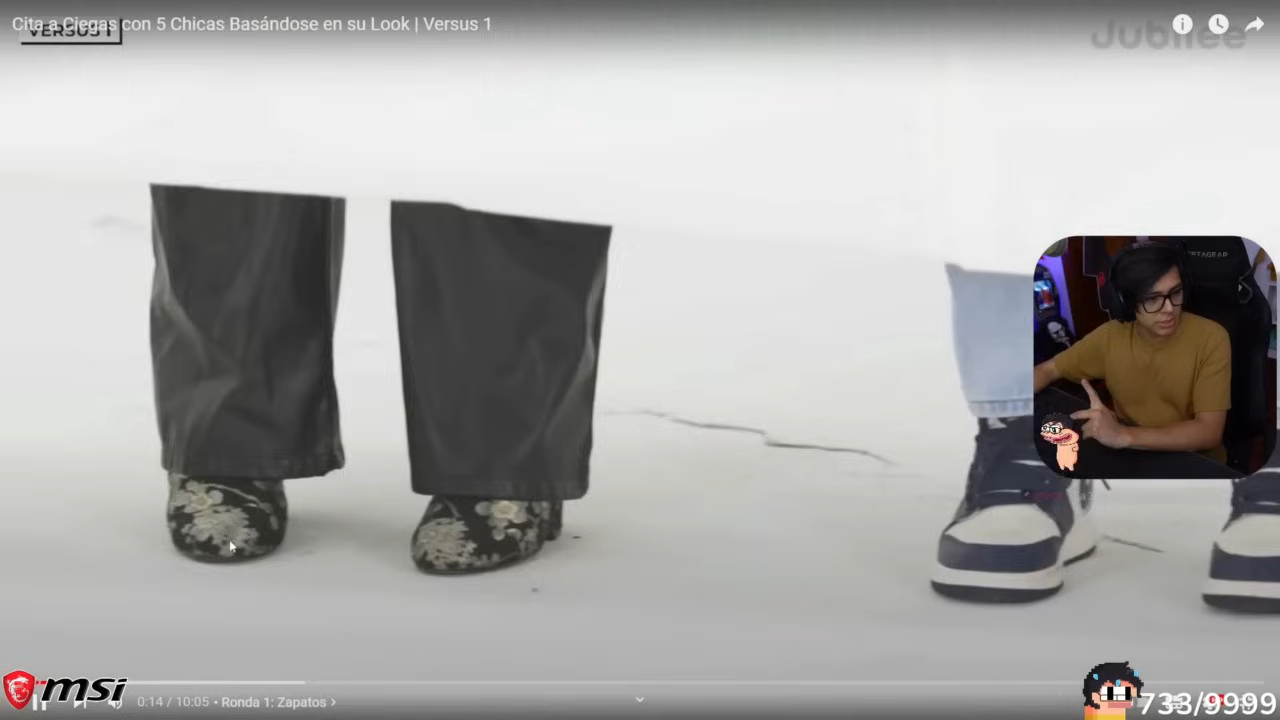 Cita a Ciegas con 5 Chicas Basándose en su Look | Versus 1
VERSUS 1
Jubilee
msi
0:14 / 10:05 • Ronda 1: Zapatos >
733/9999